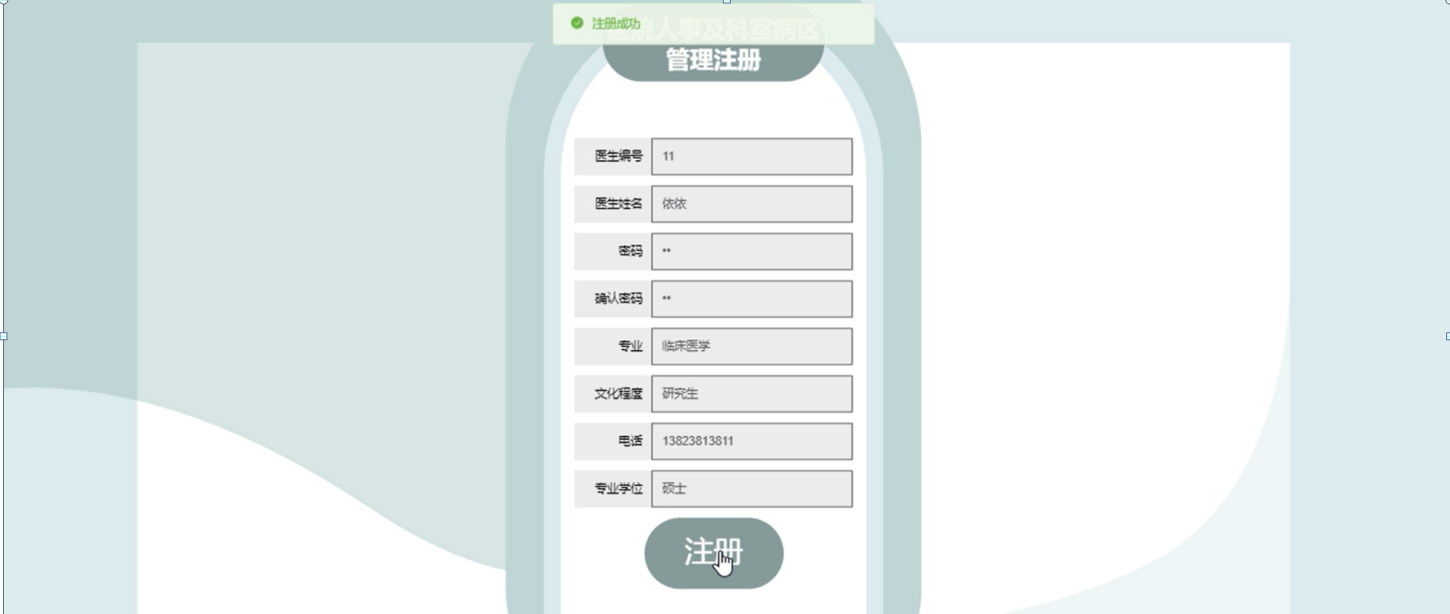 注册成功
医院人事及科室病区
管理注册
医生编号 11
医生姓名 依依
密码 ••
确认密码 ••
专业 临床医学
文化程度 研究生
电话 13823813811
专业学位 硕士
注册